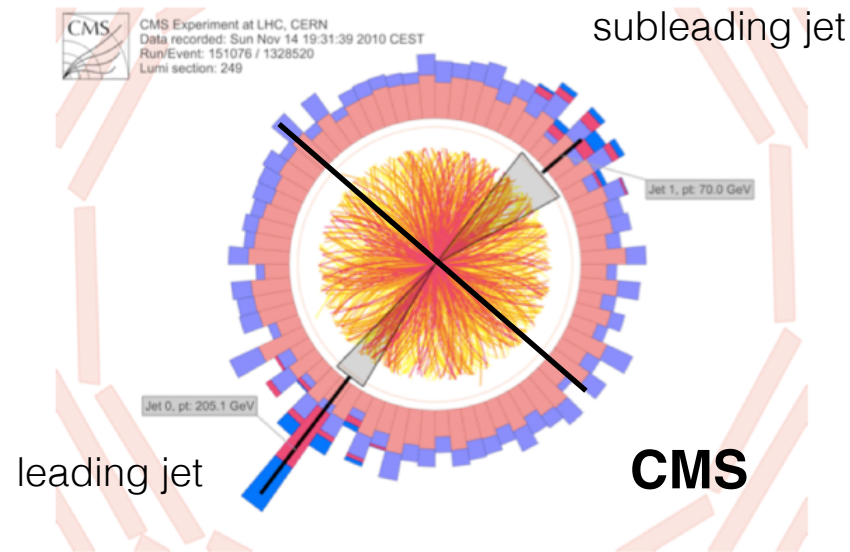 CMS
CMS Experiment at LHC, CERN
Data recorded: Sun Nov 14 19:31:39 2010 CEST
Run/Event: 151076 / 1328520
Lumi section: 249
subleading jet
Jet 1, pt: 70.0 GeV
Jet 0, pt: 205.1 GeV
leading jet
CMS